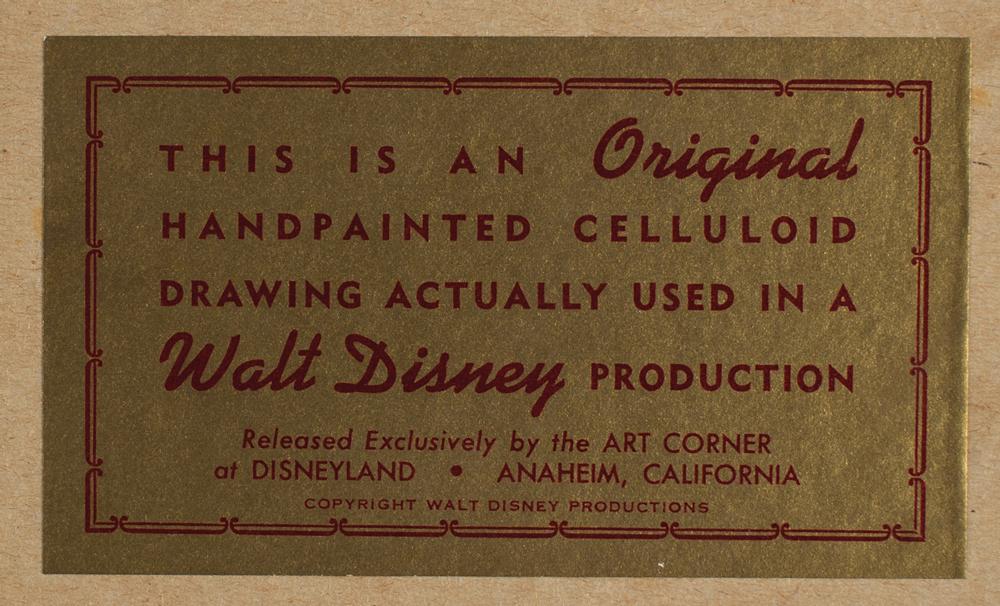 THIS IS AN Original
HANDPAINTED CELLULOID
DRAWING ACTUALLY USED IN A
Walt Disney PRODUCTION
Released Exclusively by the ART CORNER
at DISNEYLAND • ANAHEIM, CALIFORNIA
COPYRIGHT WALT DISNEY PRODUCTIONS